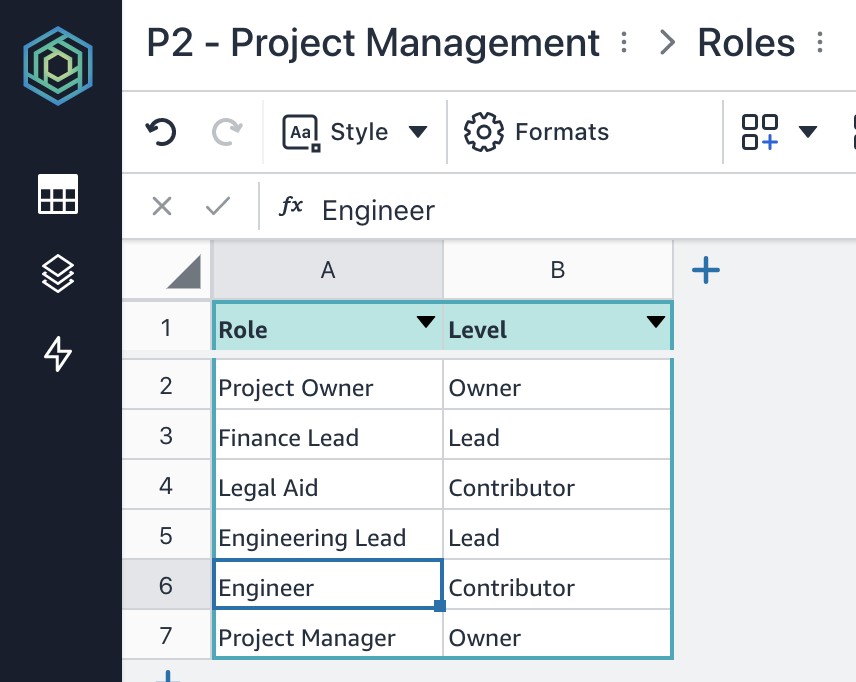 P2 - Project Management Roles
Aa Style Formats
fx Engineer
A B
1 Role Level
2 Project Owner Owner
3 Finance Lead Lead
4 Legal Aid Contributor
5 Engineering Lead Lead
6 Engineer Contributor
7 Project Manager Owner